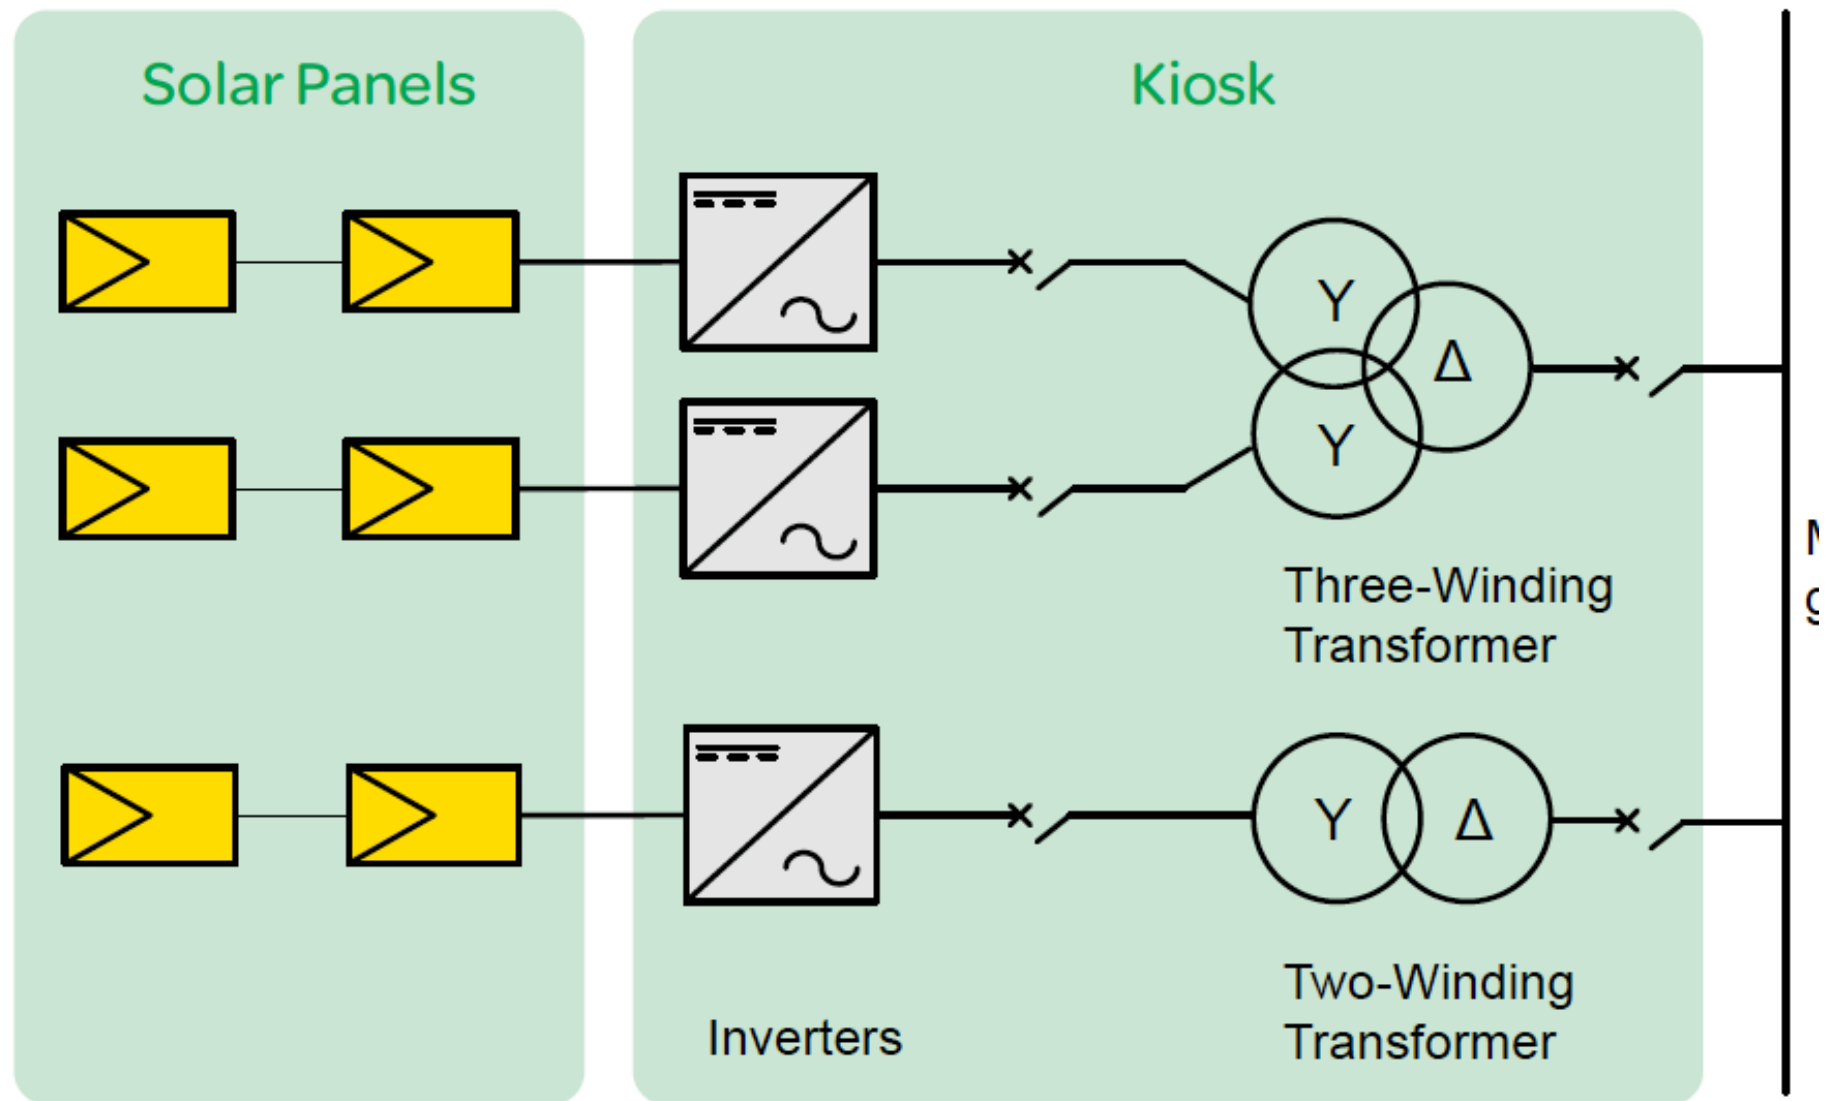 Solar Panels
Kiosk
Y
Δ
Y
Three-Winding
Transformer
Y Δ
Two-Winding
Transformer
Inverters